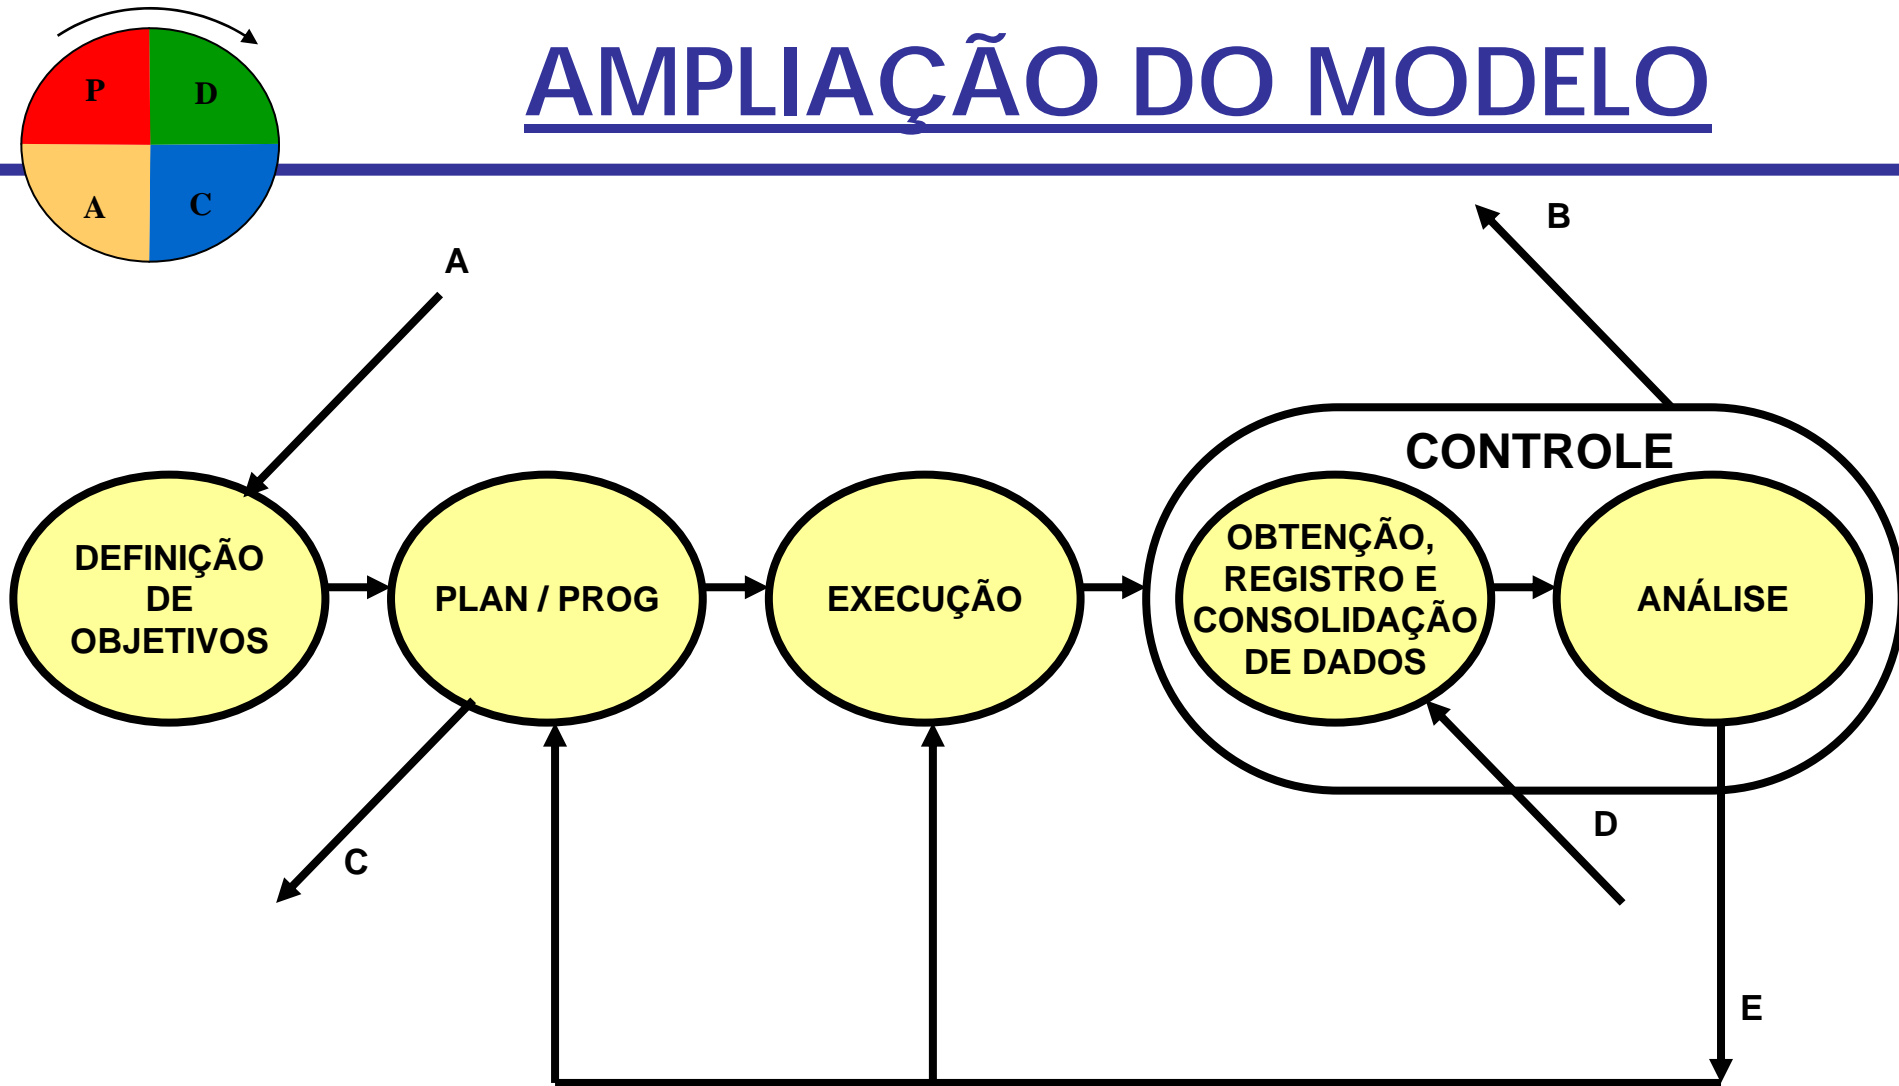 AMPLIAÇÃO DO MODELO
P
D
A
C
A
B
CONTROLE
DEFINIÇÃO
DE
OBJETIVOS
PLAN / PROG
EXECUÇÃO
OBTENÇÃO,
REGISTRO E
CONSOLIDAÇÃO
DE DADOS
ANÁLISE
C
D
E